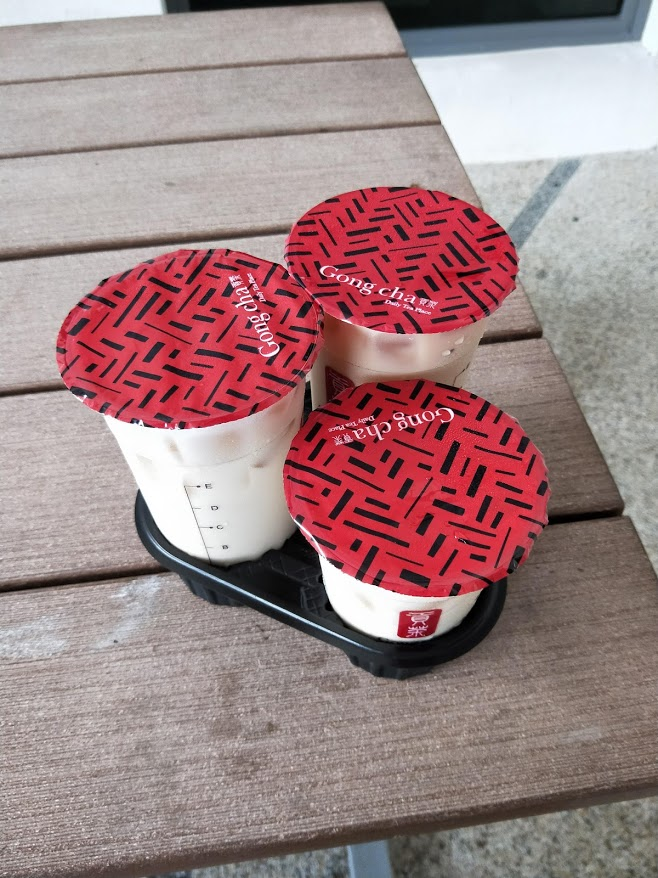 Gong cha 貢茶
Daily Tea Place
Gong cha 貢茶
Daily Tea Place
Gong cha 貢茶
Daily Tea Place
E
D
C
B
貢茶